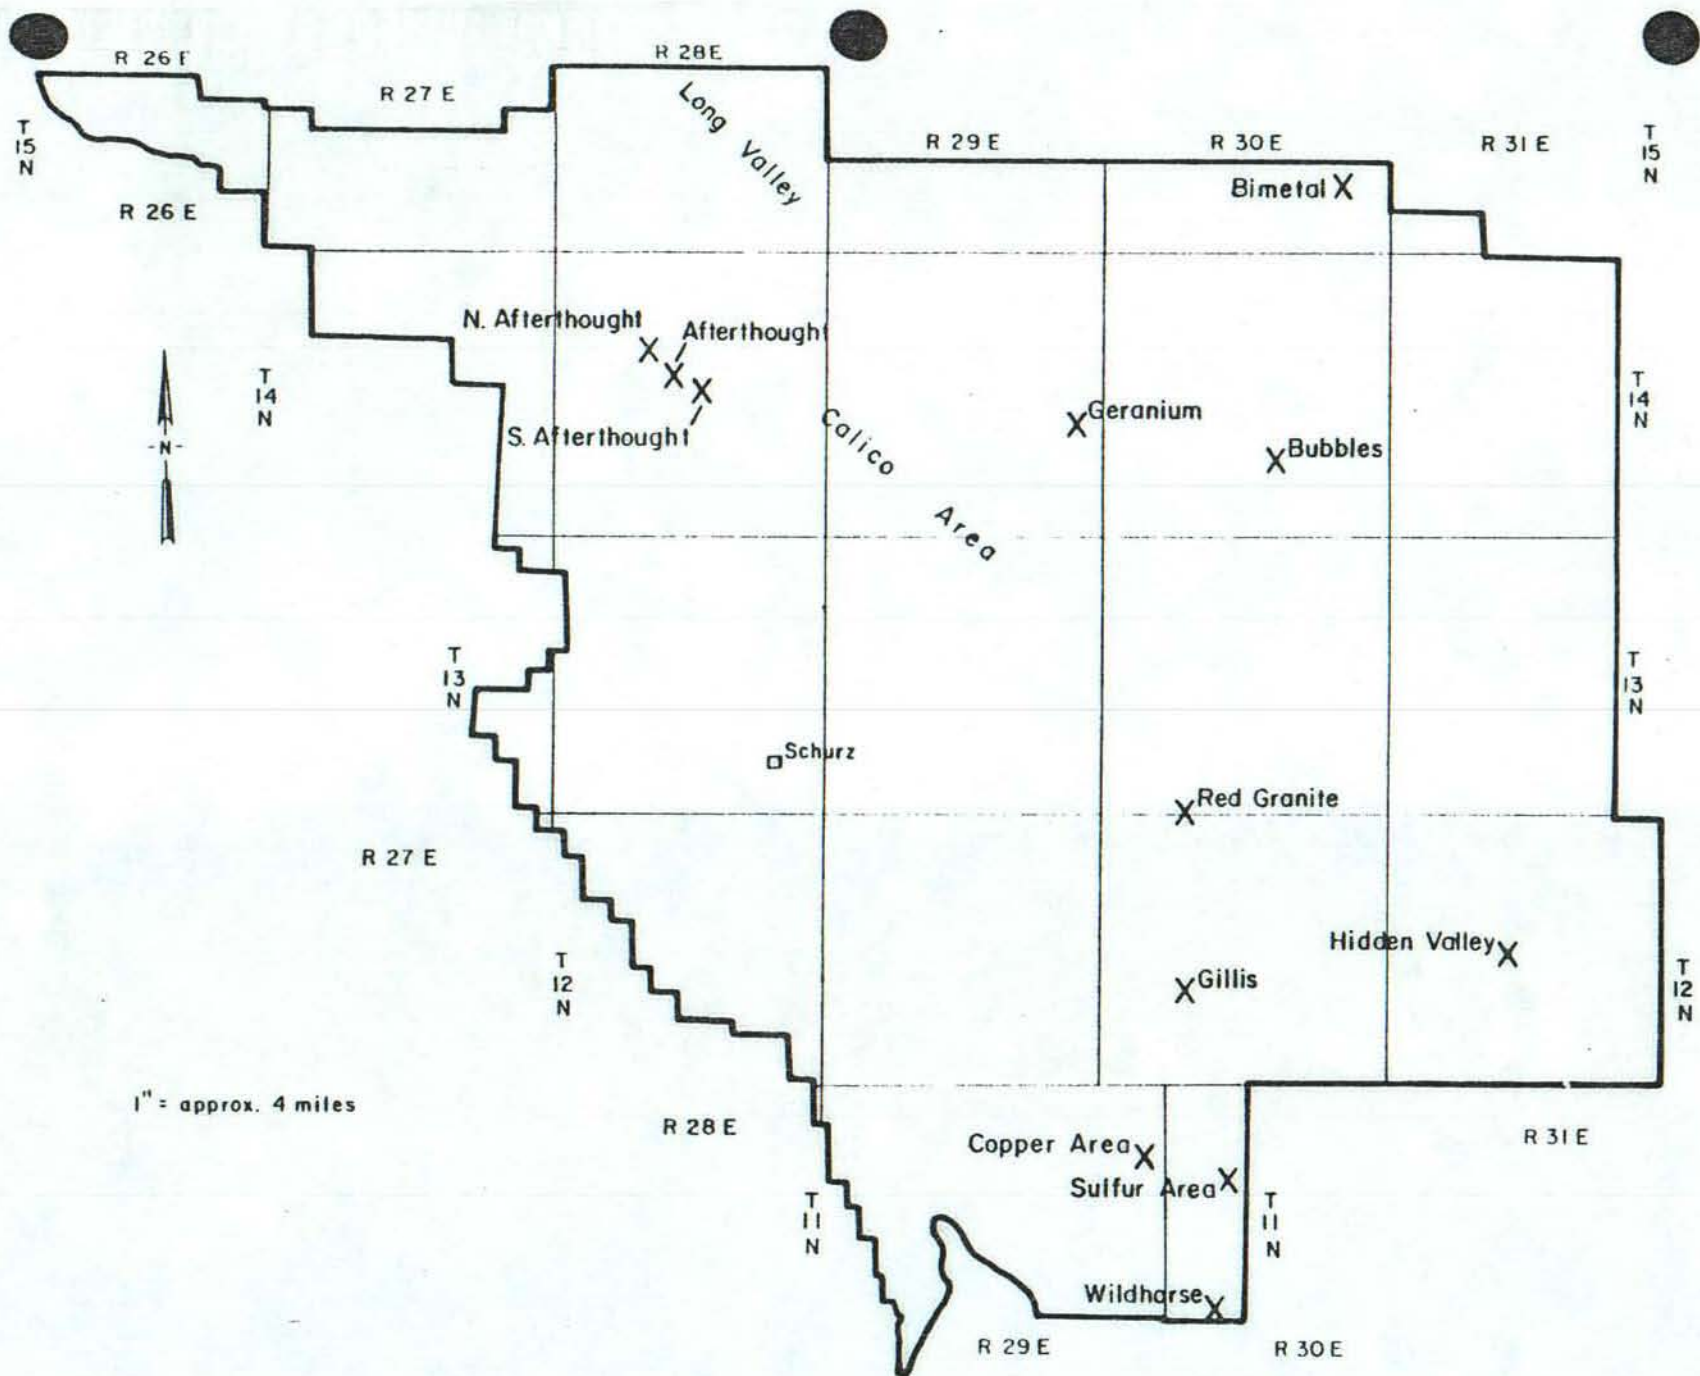 R 26 E
R 27 E
R 28E
T
15
N
Long Valley
R 29 E
R 30 E
R 31 E
T
15
N
Bimetal
R 26 E
N. Afterthought
Afterthought
T
14
N
T
14
N
-N-
S. Afterthought
Geranium
Calico Area
Bubbles
T
13
N
T
13
N
Schurz
Red Granite
R 27 E
Hidden Valley
T
12
N
Gillis
T
12
N
1" = approx. 4 miles
R 28 E
R 31 E
Copper Area
Sulfur Area
T
11
N
T
11
N
Wildharse
R 29 E
R 30 E